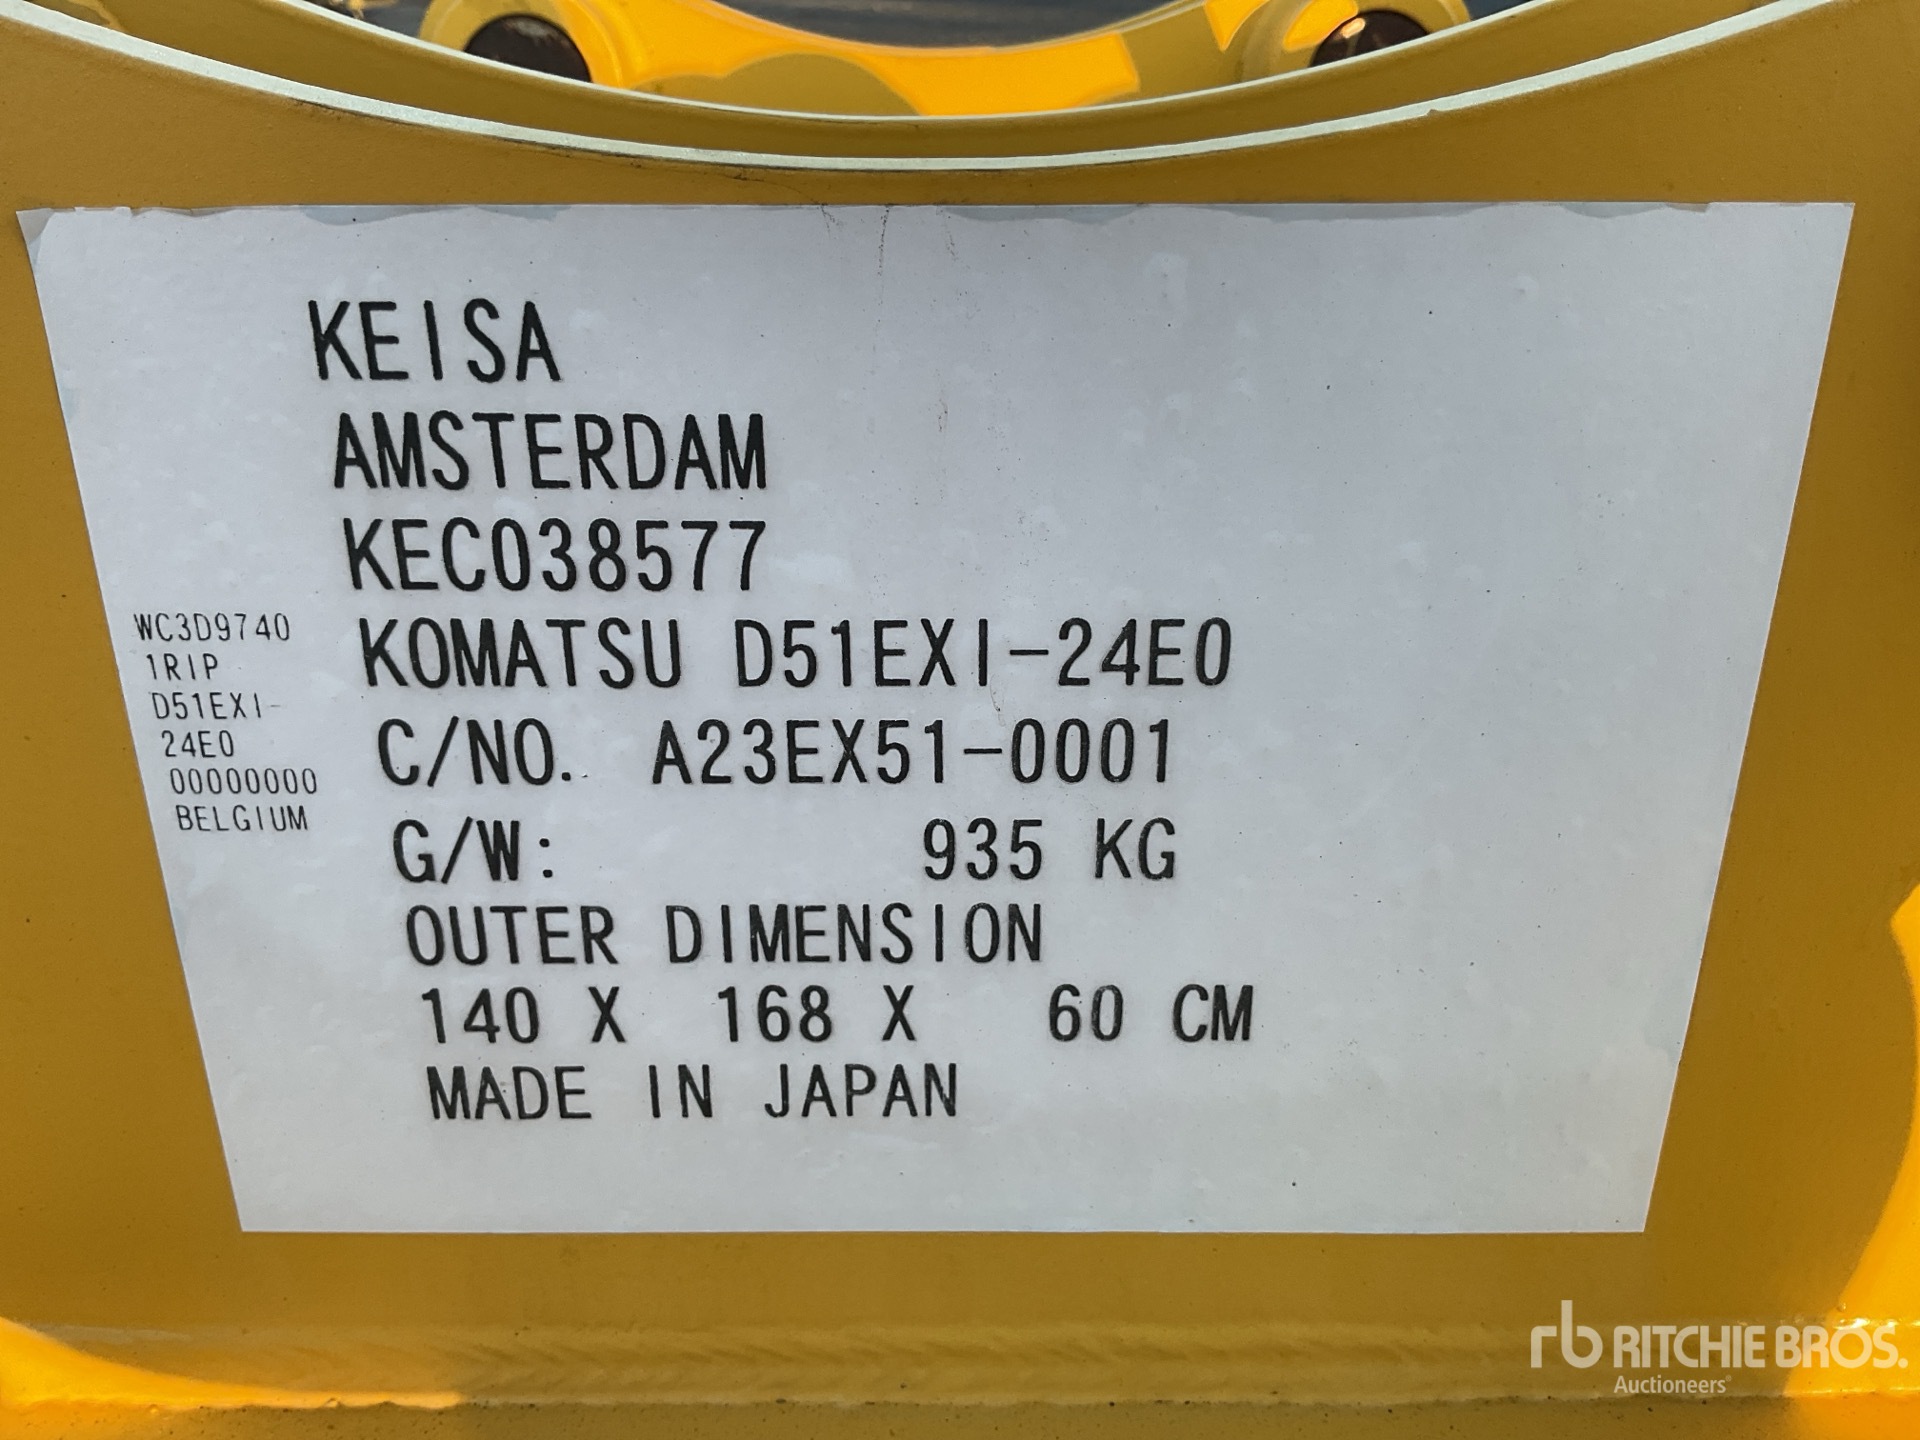 KEISA
AMSTERDAM
KEC038577
KOMATSU D51EXI-24E0
C/NO. A23EX51-0001
G/W: 935 KG
OUTER DIMENSION
140 X 168 X 60 CM
MADE IN JAPAN
WC3D9740
1RIP
D51EXI-
24E0
00000000
BELGIUM
rb RITCHIE BROS.
Auctioneers